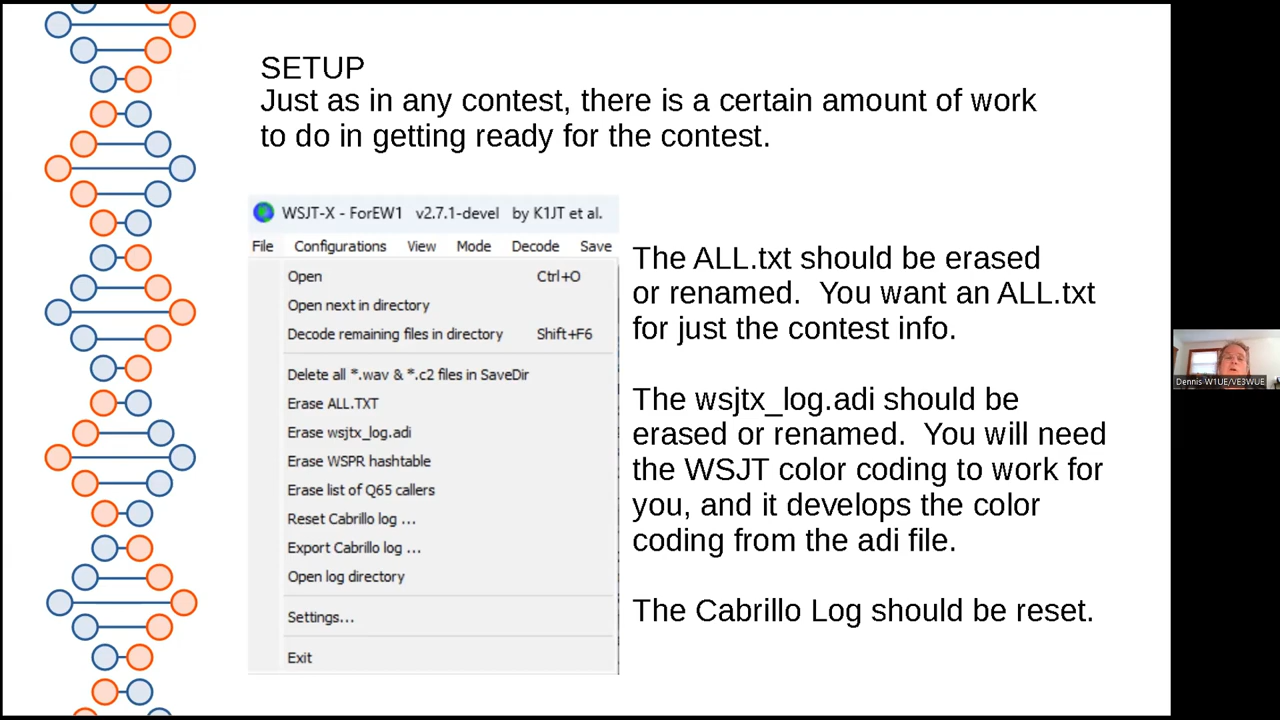 SETUP
Just as in any contest, there is a certain amount of work
to do in getting ready for the contest.
WSJT-X - ForEW1 v2.7.1-devel by K1JT et al.
File Configurations View Mode Decode Save
Open Ctrl+O
Open next in directory
Decode remaining files in directory Shift+F6
Delete all *.wav & *.c2 files in SaveDir
Erase ALL.TXT
Erase wsjtx_log.adi
Erase WSPR hashtable
Erase list of Q65 callers
Reset Cabrillo log ...
Export Cabrillo log ...
Open log directory
Settings...
Exit
The ALL.txt should be erased
or renamed. You want an ALL.txt
for just the contest info.
The wsjtx_log.adi should be
erased or renamed. You will need
the WSJT color coding to work for
you, and it develops the color
coding from the adi file.
The Cabrillo Log should be reset.
Dennis W1UE/VE3WUE